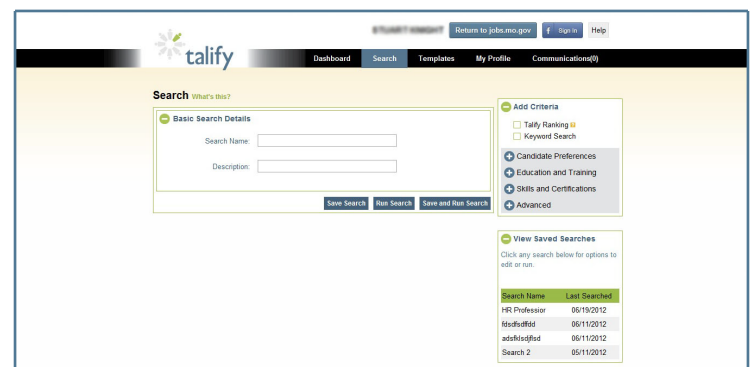 Return to jobs.mo.gov f Sign in Help
talify
Dashboard Search Templates My Profile Communications(0)
Search What's this?
Basic Search Details
Search Name:
Description:
Save Search Run Search Save and Run Search
Add Criteria
Talify Ranking
Keyword Search
Candidate Preferences
Education and Training
Skills and Certifications
Advanced
View Saved Searches
Click any search below for options to
edit or run.
Search Name Last Searched
HR Professior 06/19/2012
fdsdfsdffdd 06/11/2012
06/11/2012
Search 2 05/11/2012